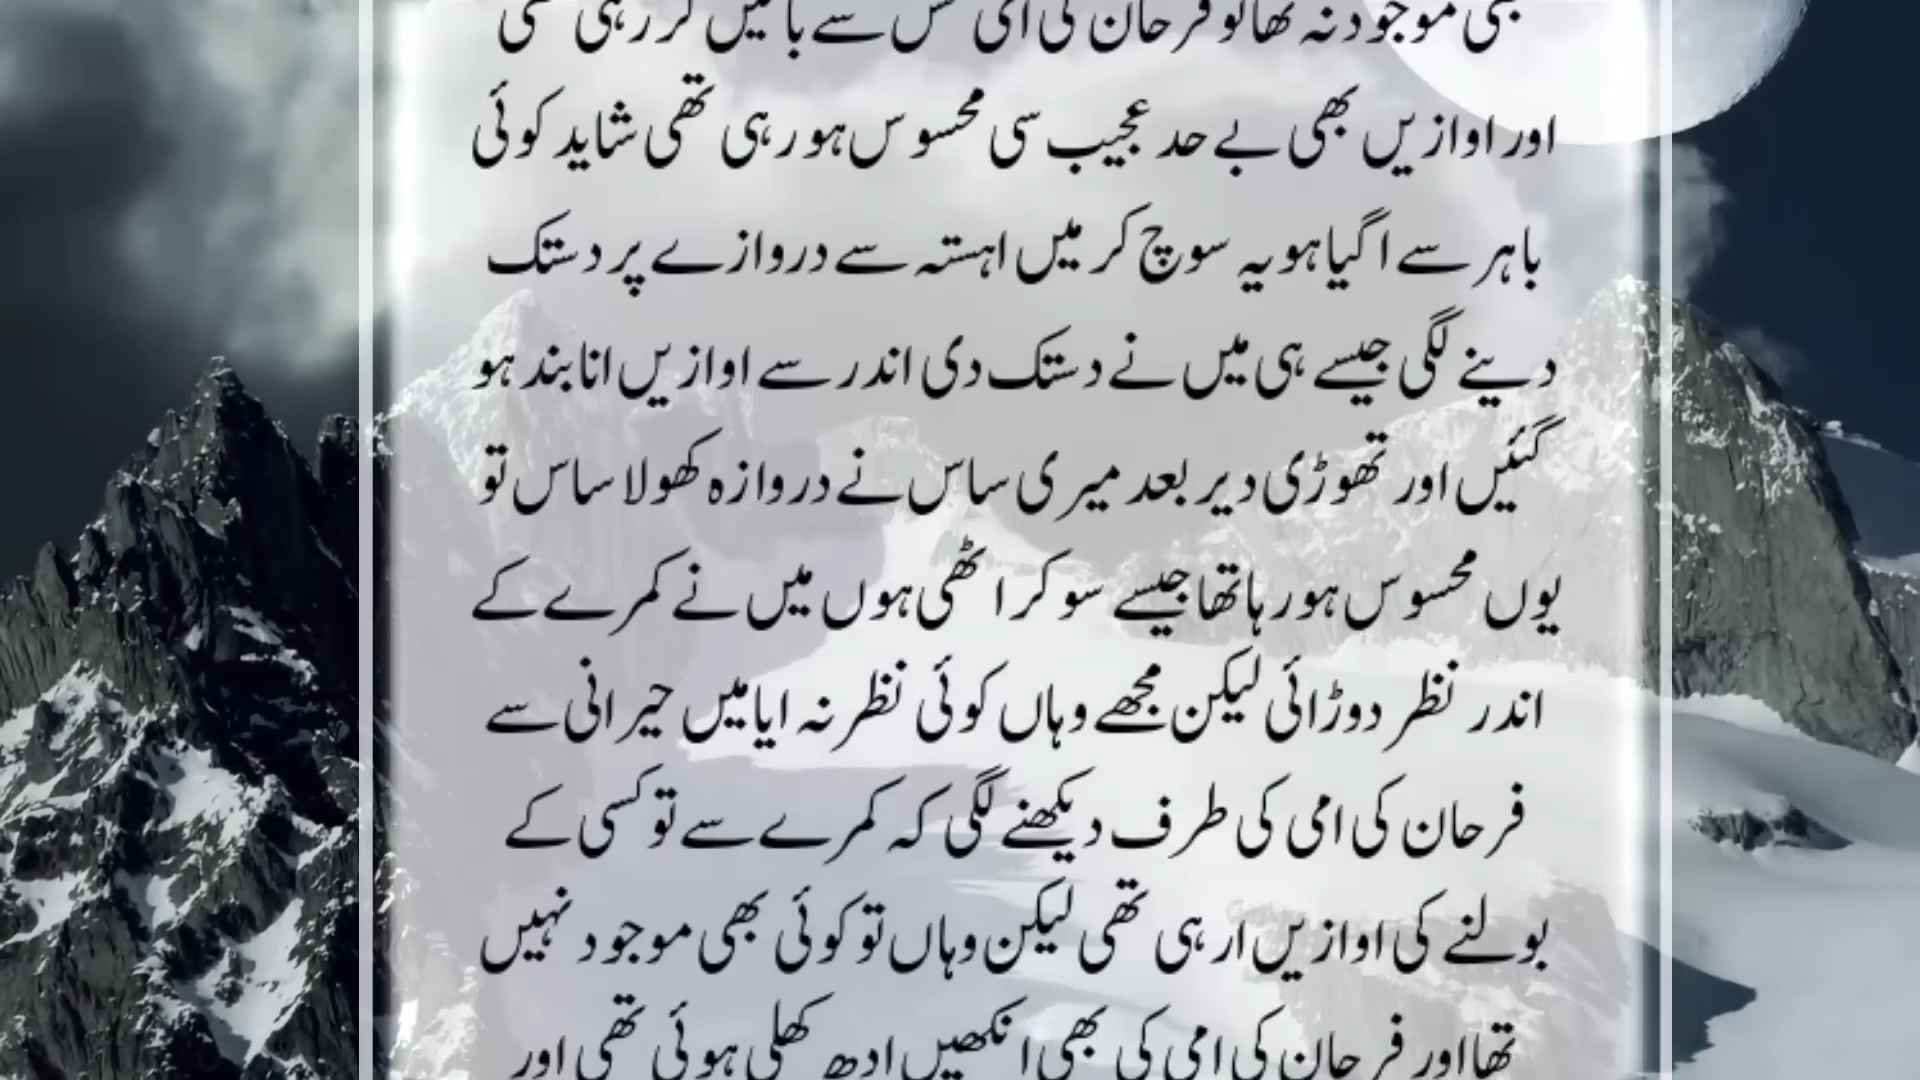 بھی موجود نہ تھا تو فرحان کی امی کس سے باتیں کر رہی تھی
اور اوازیں بھی بے حد عجیب سی محسوس ہو رہی تھی شاید کوئی
باہر سے ا گیا ہو یہ سوچ کر میں اہستہ سے دروازے پر دستک
دینے لگی جیسے ہی میں نے دستک دی اندر سے اوازیں انا بند ہو
گئیں اور تھوڑی دیر بعد میری ساس نے دروازہ کھولا ساس تو
یوں محسوس ہو رہا تھا جیسے سو کر اٹھی ہوں میں نے کمرے کے
اندر نظر دوڑائی لیکن مجھے وہاں کوئی نظر نہ ایا میں حیرانی سے
فرحان کی امی کی طرف دیکھنے لگی کہ کمرے سے تو کسی کے
بولنے کی اوازیں ا رہی تھی لیکن وہاں تو کوئی بھی موجود نہیں
تھا اور فرحان کی امی کی بھی انکھیں ادھ کھلی ہوئی تھی اور